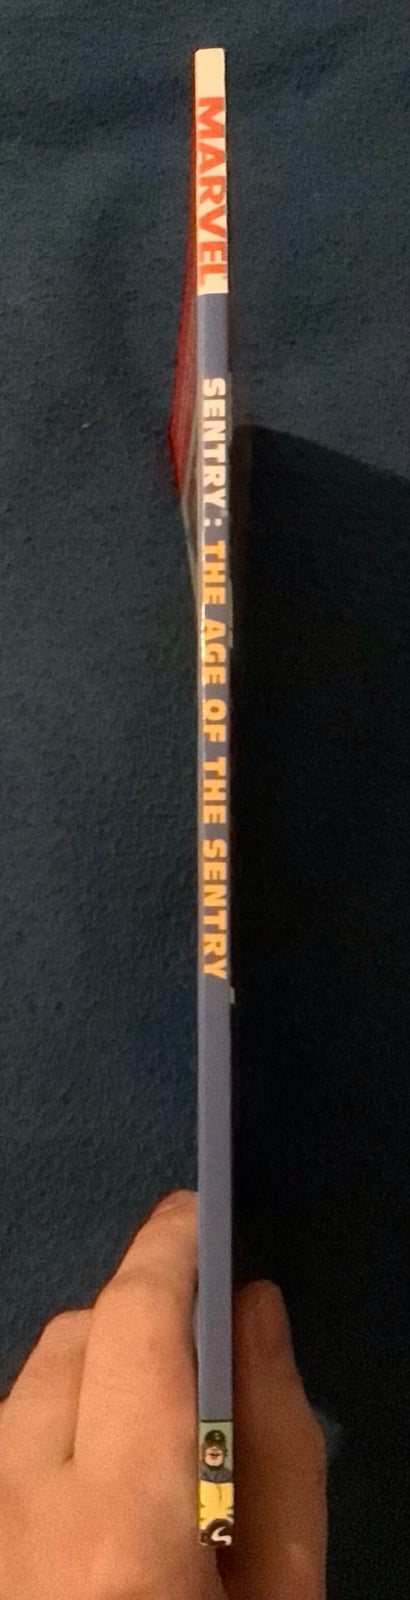 MARVEL
SENTRY: THE AGE OF THE SENTRY
S